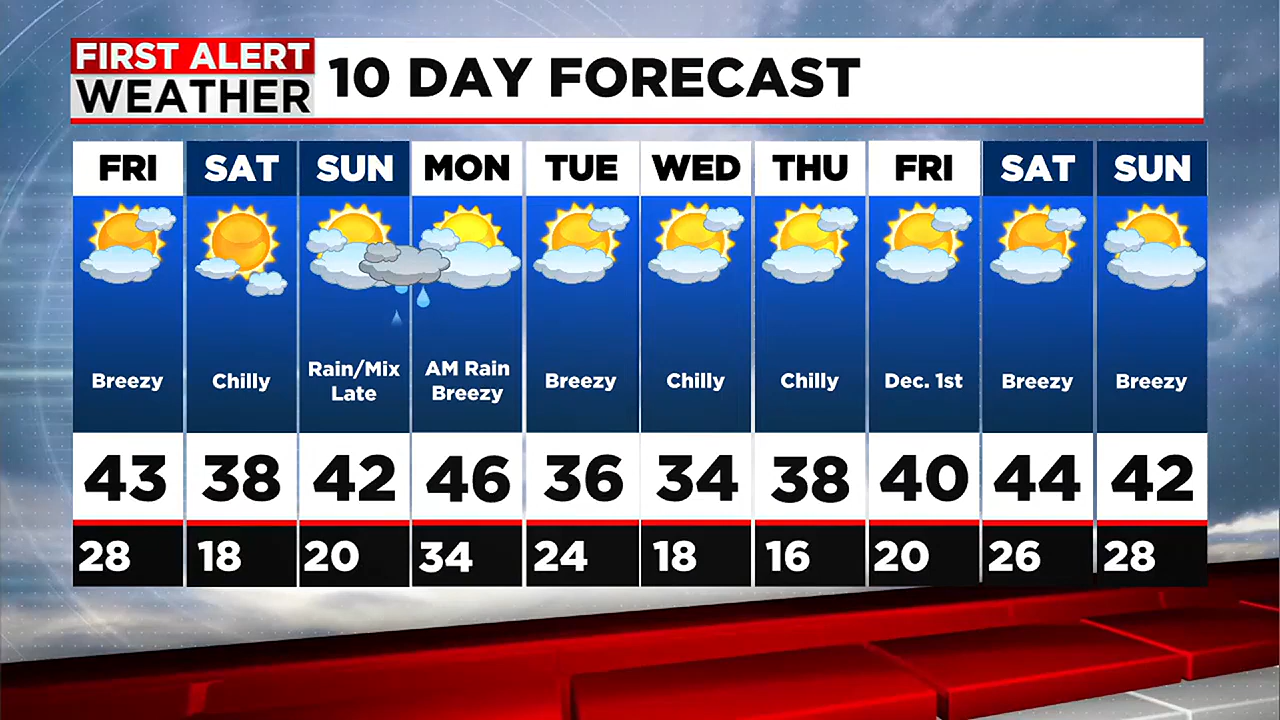 FIRST ALERT
WEATHER
10 DAY FORECAST
FRI SAT SUN MON TUE WED THU FRI SAT SUN
Breezy
Chilly
Rain/Mix
Late
AM Rain
Breezy
Breezy
Chilly
Chilly
Dec. 1st
Breezy
Breezy
43 38 42 46 36 34 38 40 44 42
28 18 20 34 24 18 16 20 26 28